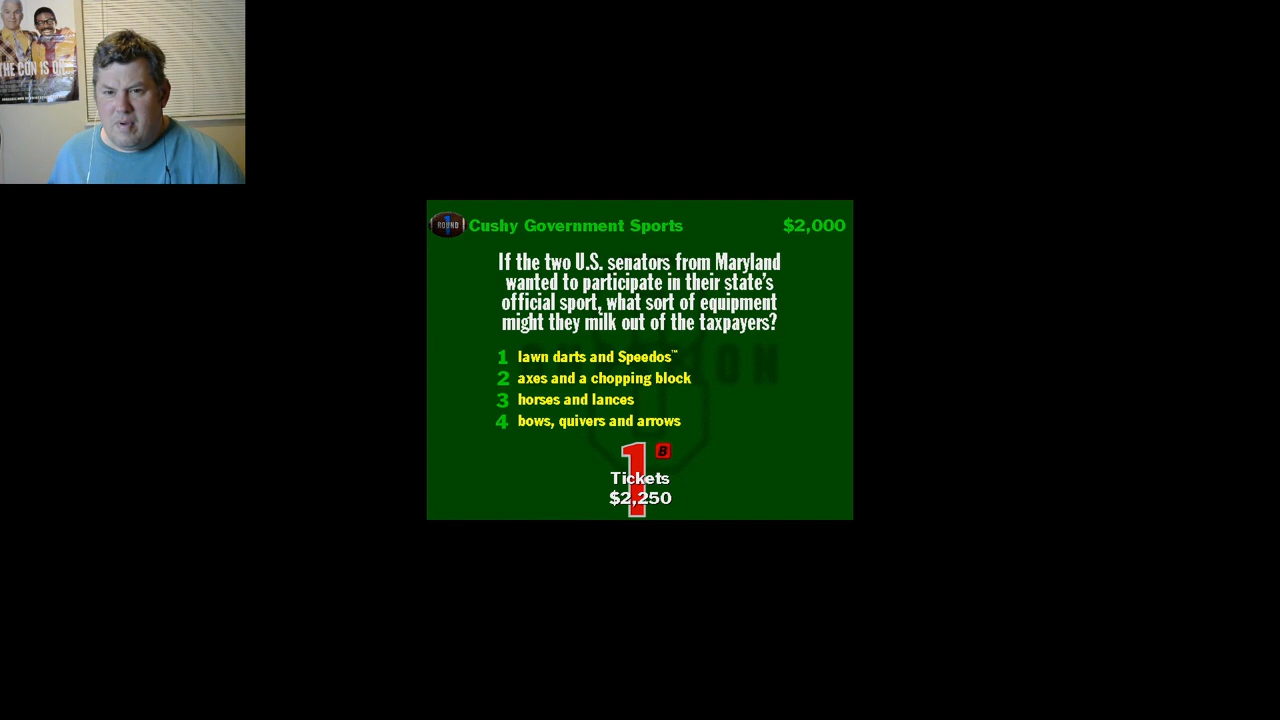 THE CON IS ON
ROUND
1
Cushy Government Sports
$2,000
If the two U.S. senators from Maryland
wanted to participate in their state's
official sport, what sort of equipment
might they milk out of the taxpayers?
1 lawn darts and Speedos™
2 axes and a chopping block
3 horses and lances
4 bows, quivers and arrows
1
B
Tickets
$2,250